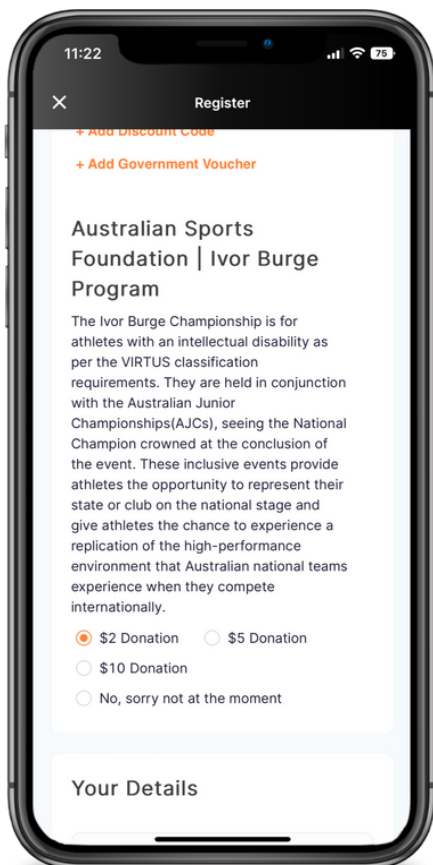 11:22
75
Register
+ Add Discount Code
+ Add Government Voucher
Australian Sports
Foundation | Ivor Burge
Program
The Ivor Burge Championship is for
athletes with an intellectual disability as
per the VIRTUS classification
requirements. They are held in conjunction
with the Australian Junior
Championships(AJCs), seeing the National
Champion crowned at the conclusion of
the event. These inclusive events provide
athletes the opportunity to represent their
state or club on the national stage and
give athletes the chance to experience a
replication of the high-performance
environment that Australian national teams
experience when they compete
internationally.
$2 Donation
$5 Donation
$10 Donation
No, sorry not at the moment
Your Details